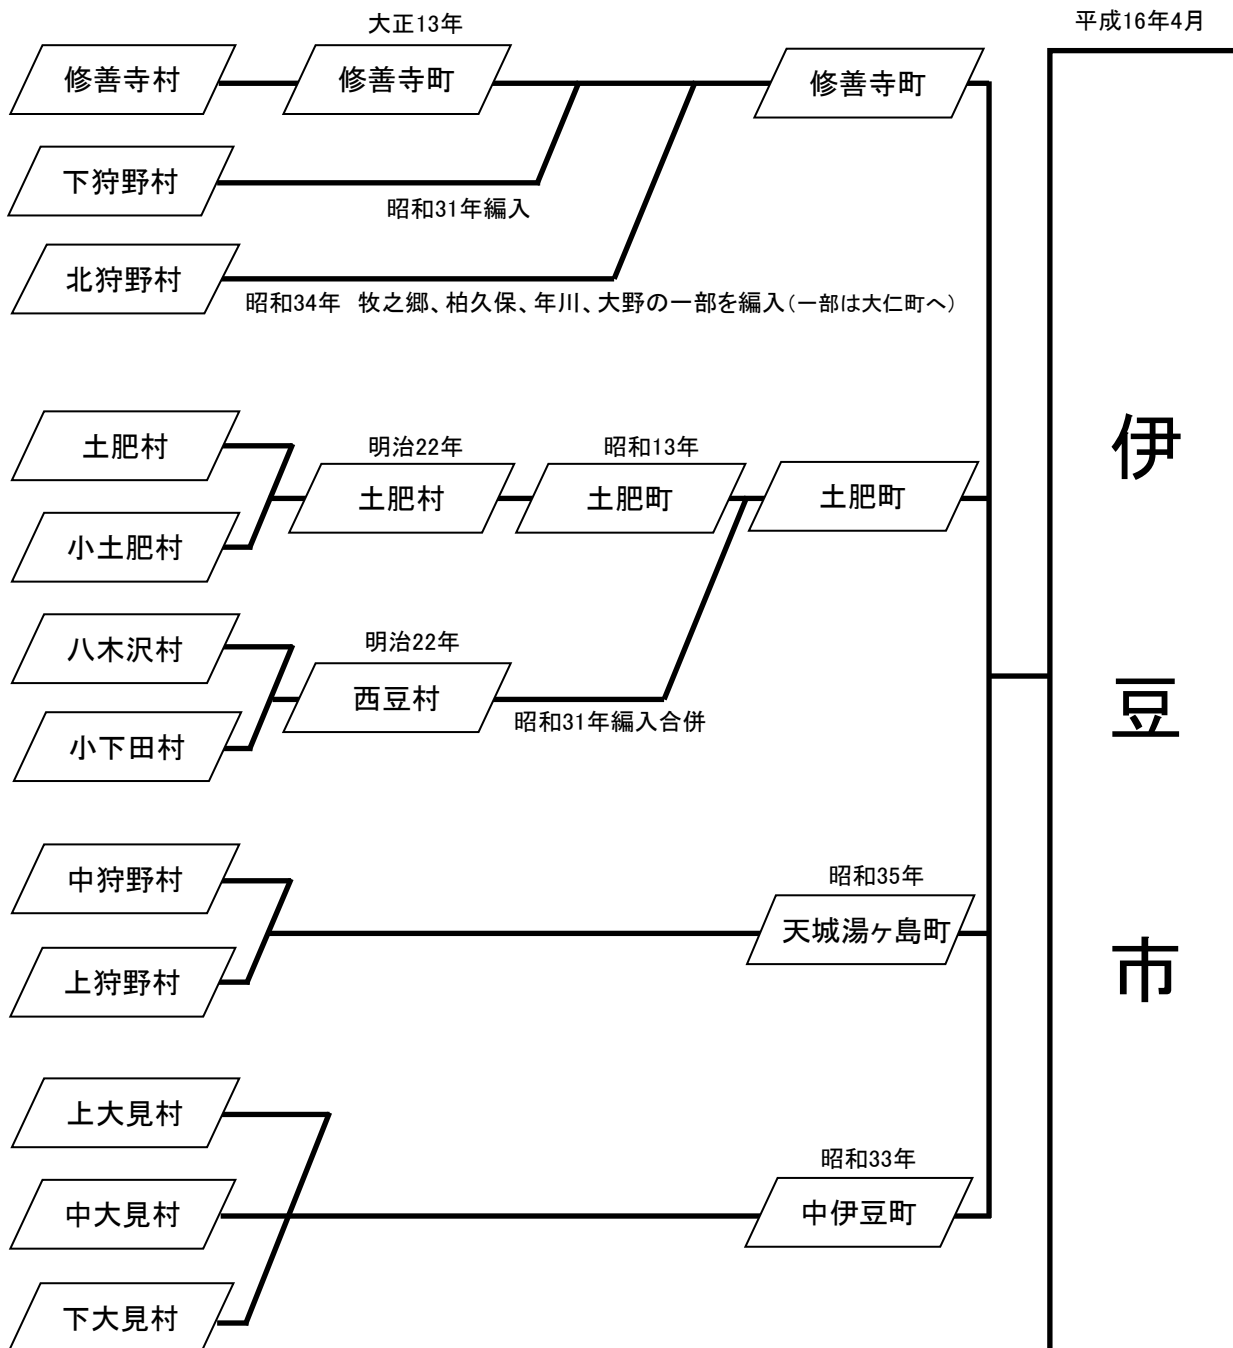 大正13年
平成16年4月
修善寺村
修善寺町
修善寺町
下狩野村
昭和31年編入
北狩野村
昭和34年　牧之郷、柏久保、年川、大野の一部を編入（一部は大仁町へ）
土肥村
明治22年
昭和13年
土肥村
土肥町
土肥町
小土肥村
八木沢村
明治22年
西豆村
昭和31年編入合併
小下田村
中狩野村
昭和35年
天城湯ヶ島町
上狩野村
上大見村
昭和33年
中大見村
中伊豆町
下大見村
伊豆市